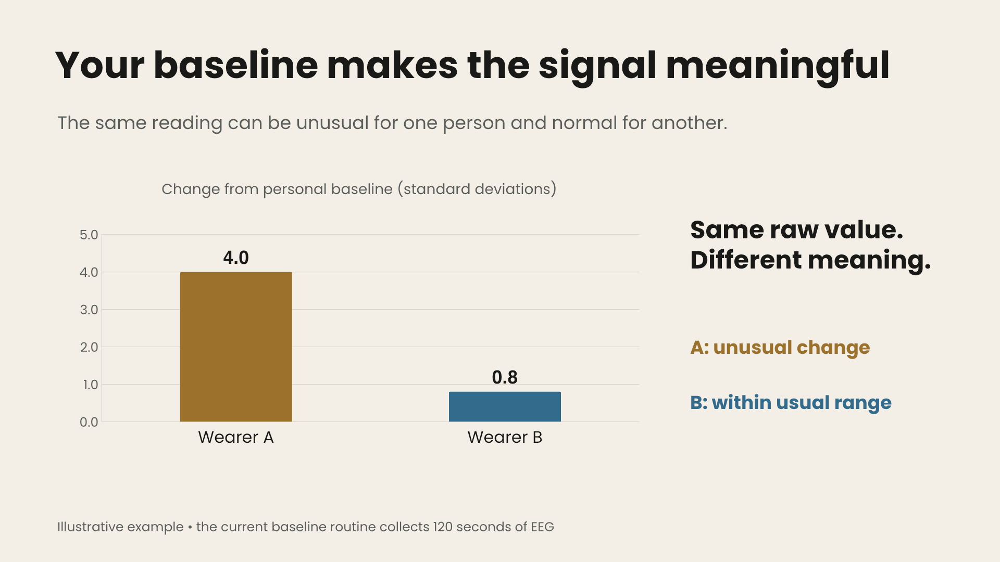 Your baseline makes the signal meaningful
The same reading can be unusual for one person and normal for another.
Change from personal baseline (standard deviations)
5.0
4.0
3.0
2.0
1.0
0.0
4.0
0.8
Wearer A
Wearer B
Same raw value.
Different meaning.
A: unusual change
B: within usual range
Illustrative example • the current baseline routine collects 120 seconds of EEG